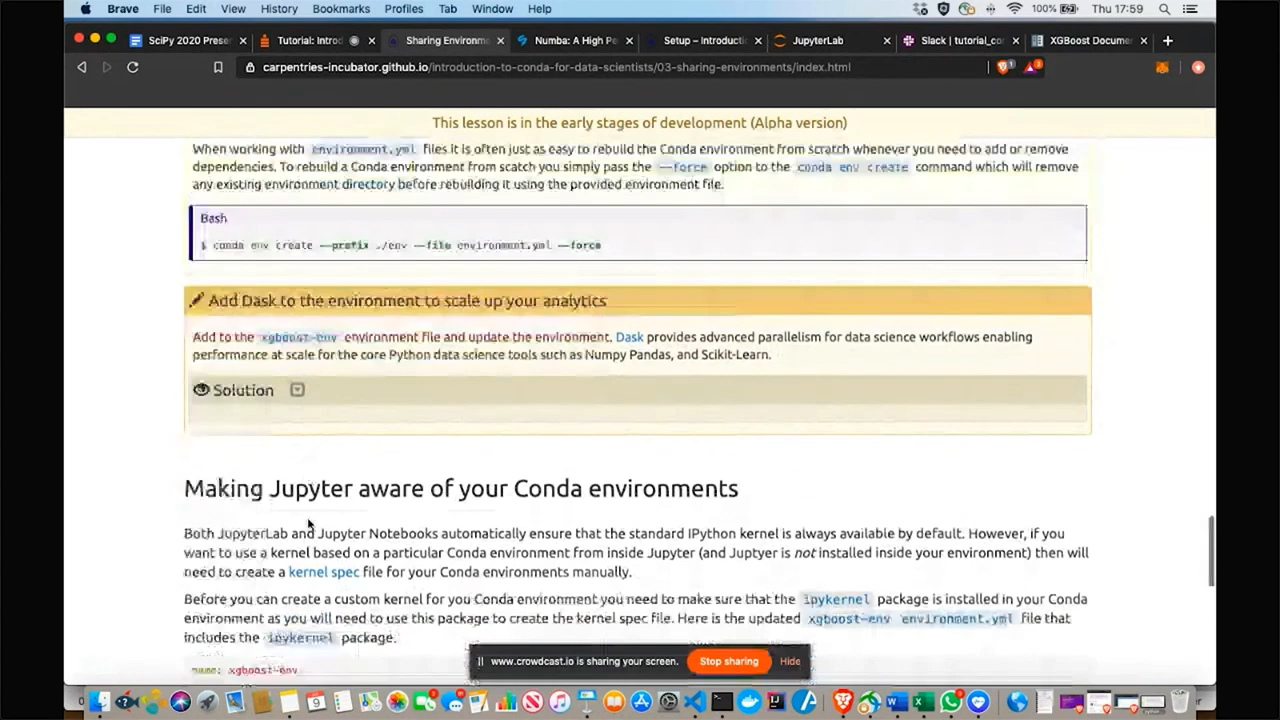 Brave File Edit View History Bookmarks Profiles Tab Window Help 100% Thu 17:59
SciPy 2020 Prese Tutorial: Introd Sharing Environme Numba: A High Pe Setup – Introductio JupyterLab Slack | tutorial_co XGBoost Docume
carpentries-incubator.github.io/introduction-to-conda-for-data-scientists/03-sharing-environments/index.html
This lesson is in the early stages of development (Alpha version)
When working with environment.yml files it is often just as easy to rebuild the Conda environment from scratch whenever you need to add or remove
dependencies. To rebuild a Conda environment from scatch you simply pass the --force option to the conda env create command which will remove
any existing environment directory before rebuilding it using the provided environment file.
Bash
$ conda env create --prefix ./env --file environment.yml --force
Add Dask to the environment to scale up your analytics
Add to the xgboost-env environment file and update the environment. Dask provides advanced parallelism for data science workflows enabling
performance at scale for the core Python data science tools such as Numpy Pandas, and Scikit-Learn.
Solution
Making Jupyter aware of your Conda environments
Both JupyterLab and Jupyter Notebooks automatically ensure that the standard IPython kernel is always available by default. However, if you
want to use a kernel based on a particular Conda environment from inside Jupyter (and Juptyer is not installed inside your environment) then will
need to create a kernel spec file for your Conda environments manually.
Before you can create a custom kernel for you Conda environment you need to make sure that the ipykernel package is installed in your Conda
environment as you will need to use this package to create the kernel spec file. Here is the updated xgboost-env environment.yml file that
includes the ipykernel package.
name: xgboost-env
www.crowdcast.io is sharing your screen. Stop sharing Hide